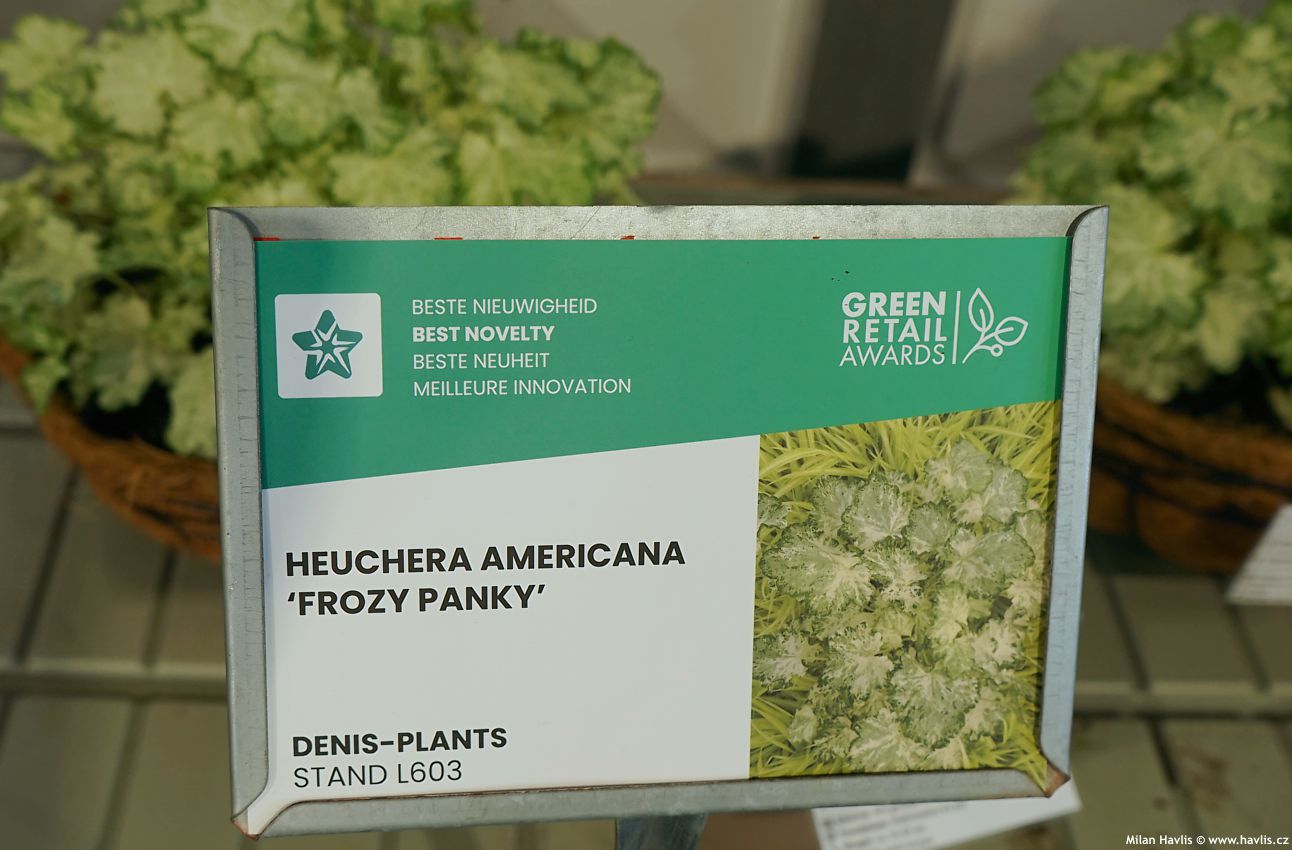 BESTE NIEUWIGHEID
BEST NOVELTY
BESTE NEUHEIT
MEILLEURE INNOVATION
GREEN
RETAIL
AWARDS
HEUCHERA AMERICANA
‘FROZY PANKY’
DENIS-PLANTS
STAND L603
Milan Havlis © www.havlis.cz